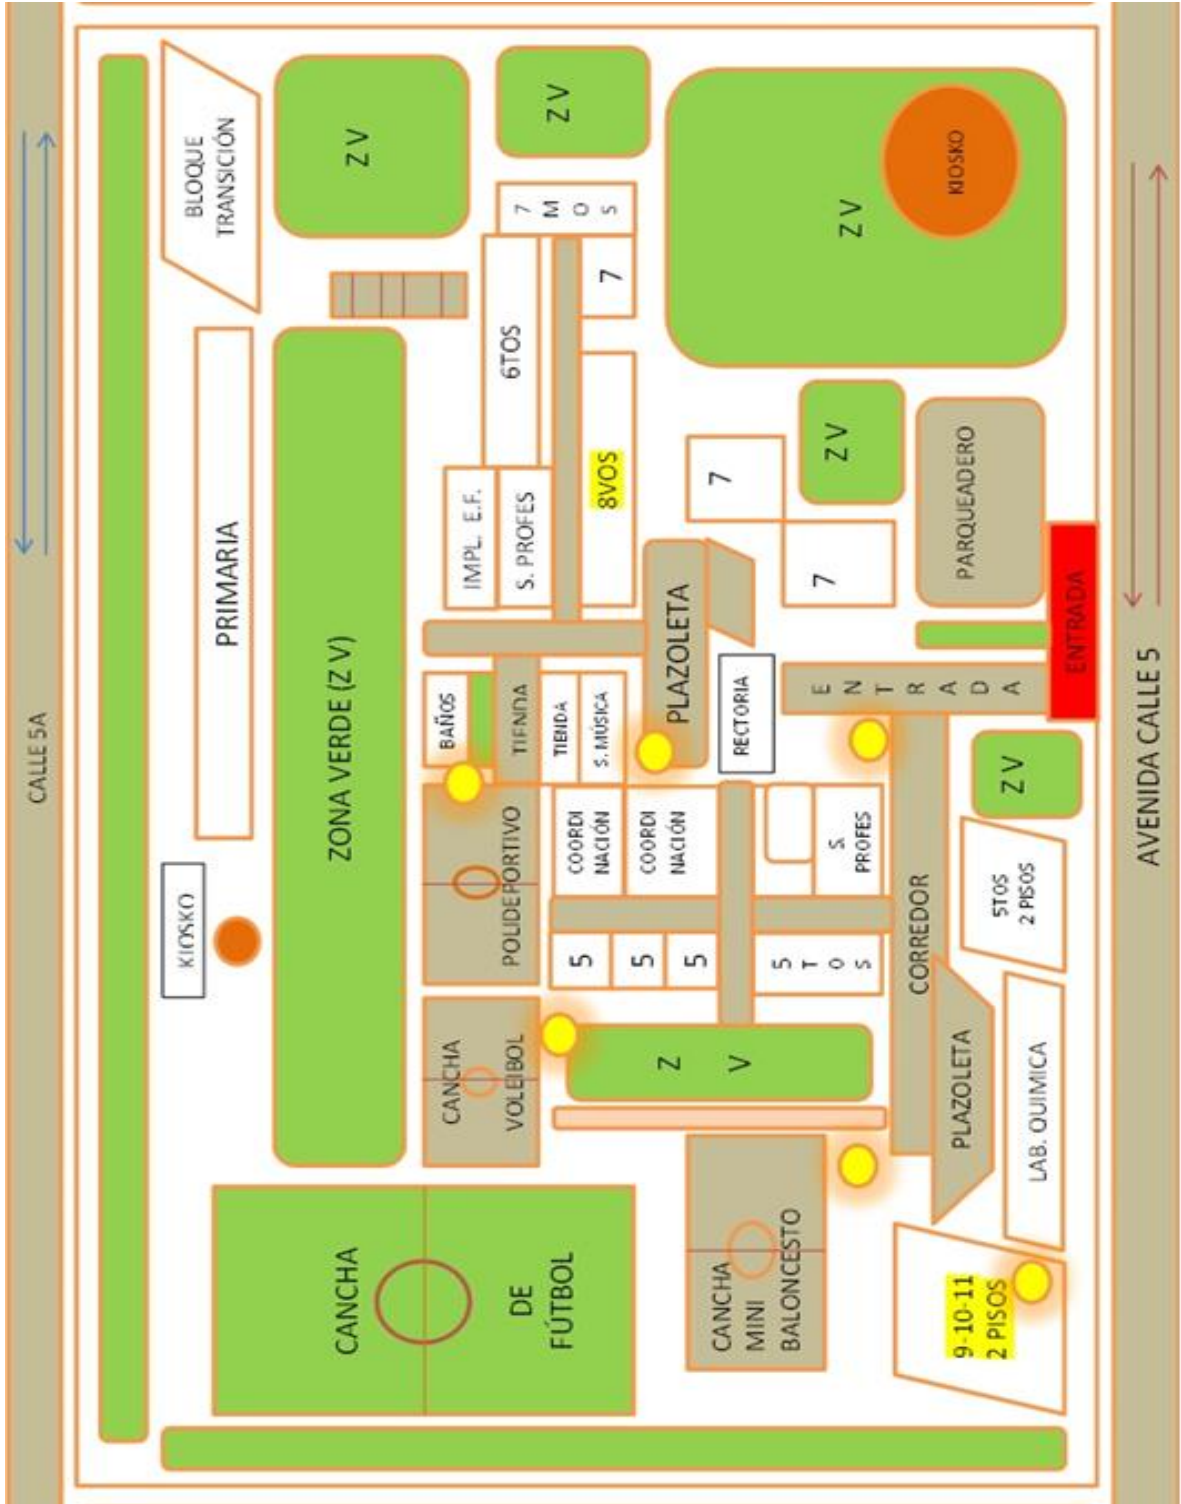 CALLE 5A
BLOQUE
TRANSICIÓN
PRIMARIA
KIOSKO
Z V
ZONA VERDE (Z V)
CANCHA
DE
FÚTBOL
Z V
7
M
O
S
7
6TOS
8VOS
IMPL. E.F.
S. PROFES
BAÑOS
TIENDA
TIENDA
S. MÚSICA
PLAZOLETA
POLIDEPORTIVO
CANCHA
VOLEIBOL
COORDI
NACIÓN
COORDI
NACIÓN
5
5
5
5
T
O
S
Z
V
RECTORIA
S.
PROFES
7
7
Z V
Z V
KIOSKO
PARQUEADERO
ENTRADA
E
N
T
R
A
D
A
CORREDOR
Z V
5TOS
2 PISOS
PLAZOLETA
LAB. QUIMICA
CANCHA
MINI
BALONCESTO
9-10-11
2 PISOS
AVENIDA CALLE 5